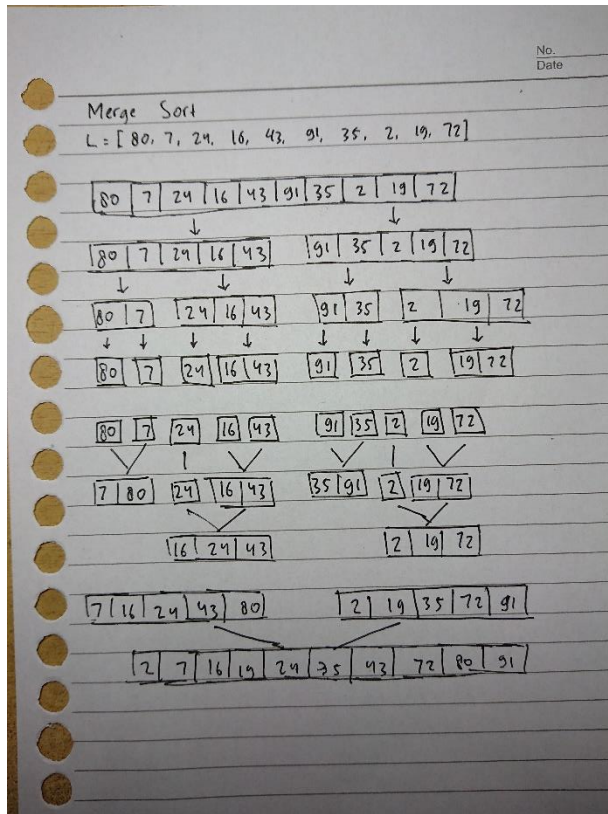 No.
Date
Merge Sort
L = [ 80, 7, 24, 16, 43, 91, 35, 2, 19, 72]
80 7 24 16 43 91 35 2 19 72
80 7 24 16 43 91 35 2 19 72
80 7 24 16 43 91 35 2 19 72
80 7 24 16 43 91 35 2 19 72
80 7 24 16 43 91 35 2 19 72
7 80 24 16 43 35 91 2 19 72
16 24 43 2 19 72
7 16 24 43 80 2 19 35 72 91
2 7 16 19 24 35 43 72 80 91